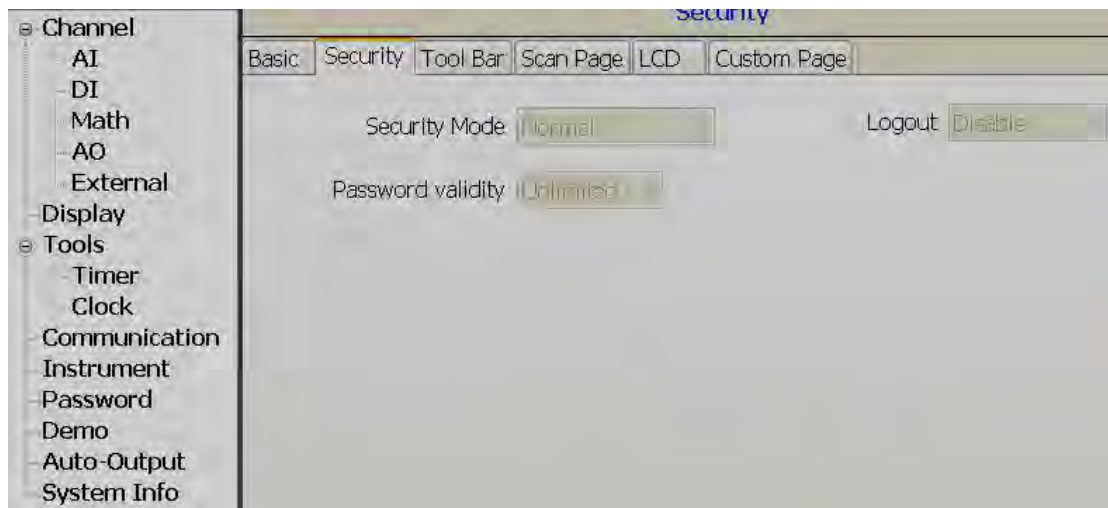 Security
Channel
AI
DI
Math
AO
External
Display
Tools
Timer
Clock
Communication
Instrument
Password
Demo
Auto-Output
System Info
Basic Security Tool Bar Scan Page LCD Custom Page
Security Mode Normal Logout Disable
Password validity Unlimited